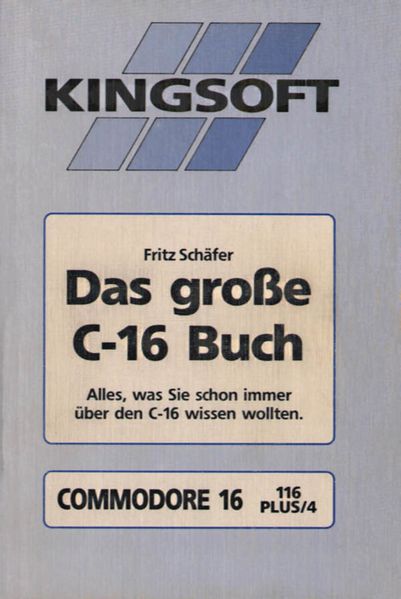 KINGSOFT
Fritz Schäfer
Das große
C-16 Buch
Alles, was Sie schon immer
über den C-16 wissen wollten.
COMMODORE 16 116
PLUS/4